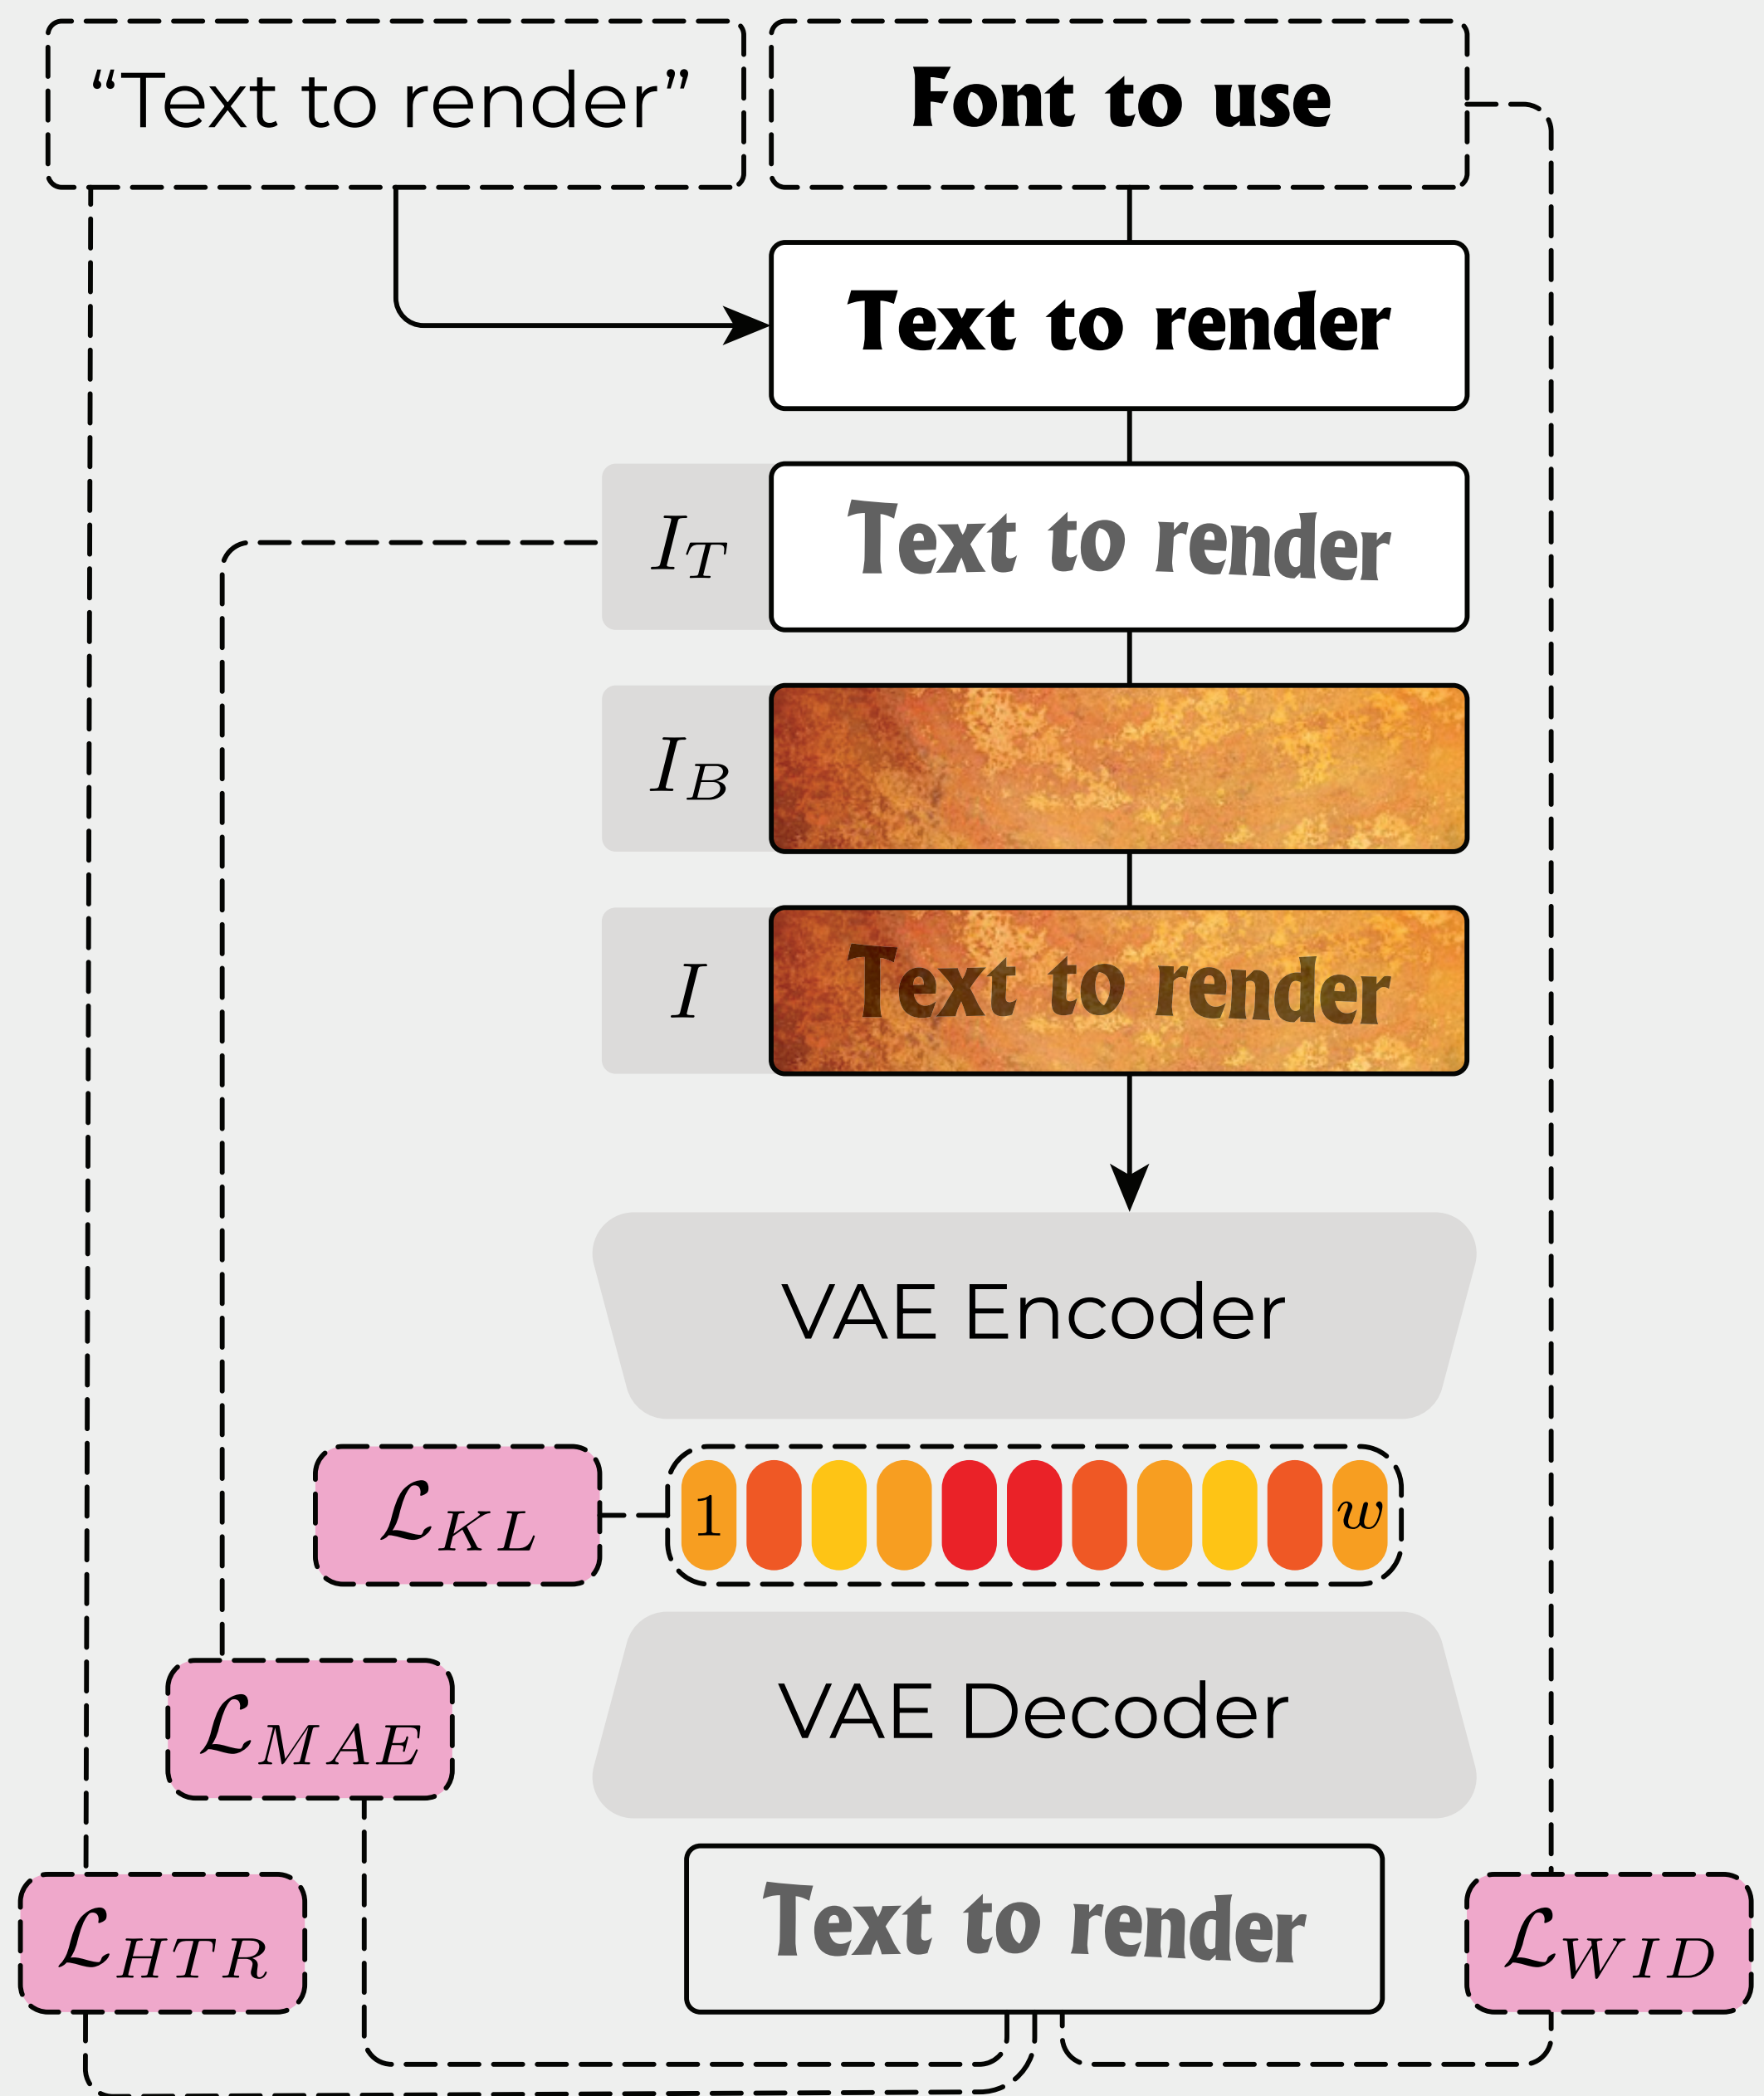 “Text to render”
Font to use
Text to render
I_T
Text to render
I_B
I
Text to render
VAE Encoder
ℒ_KL
1
w
VAE Decoder
ℒ_MAE
Text to render
ℒ_HTR
ℒ_WID